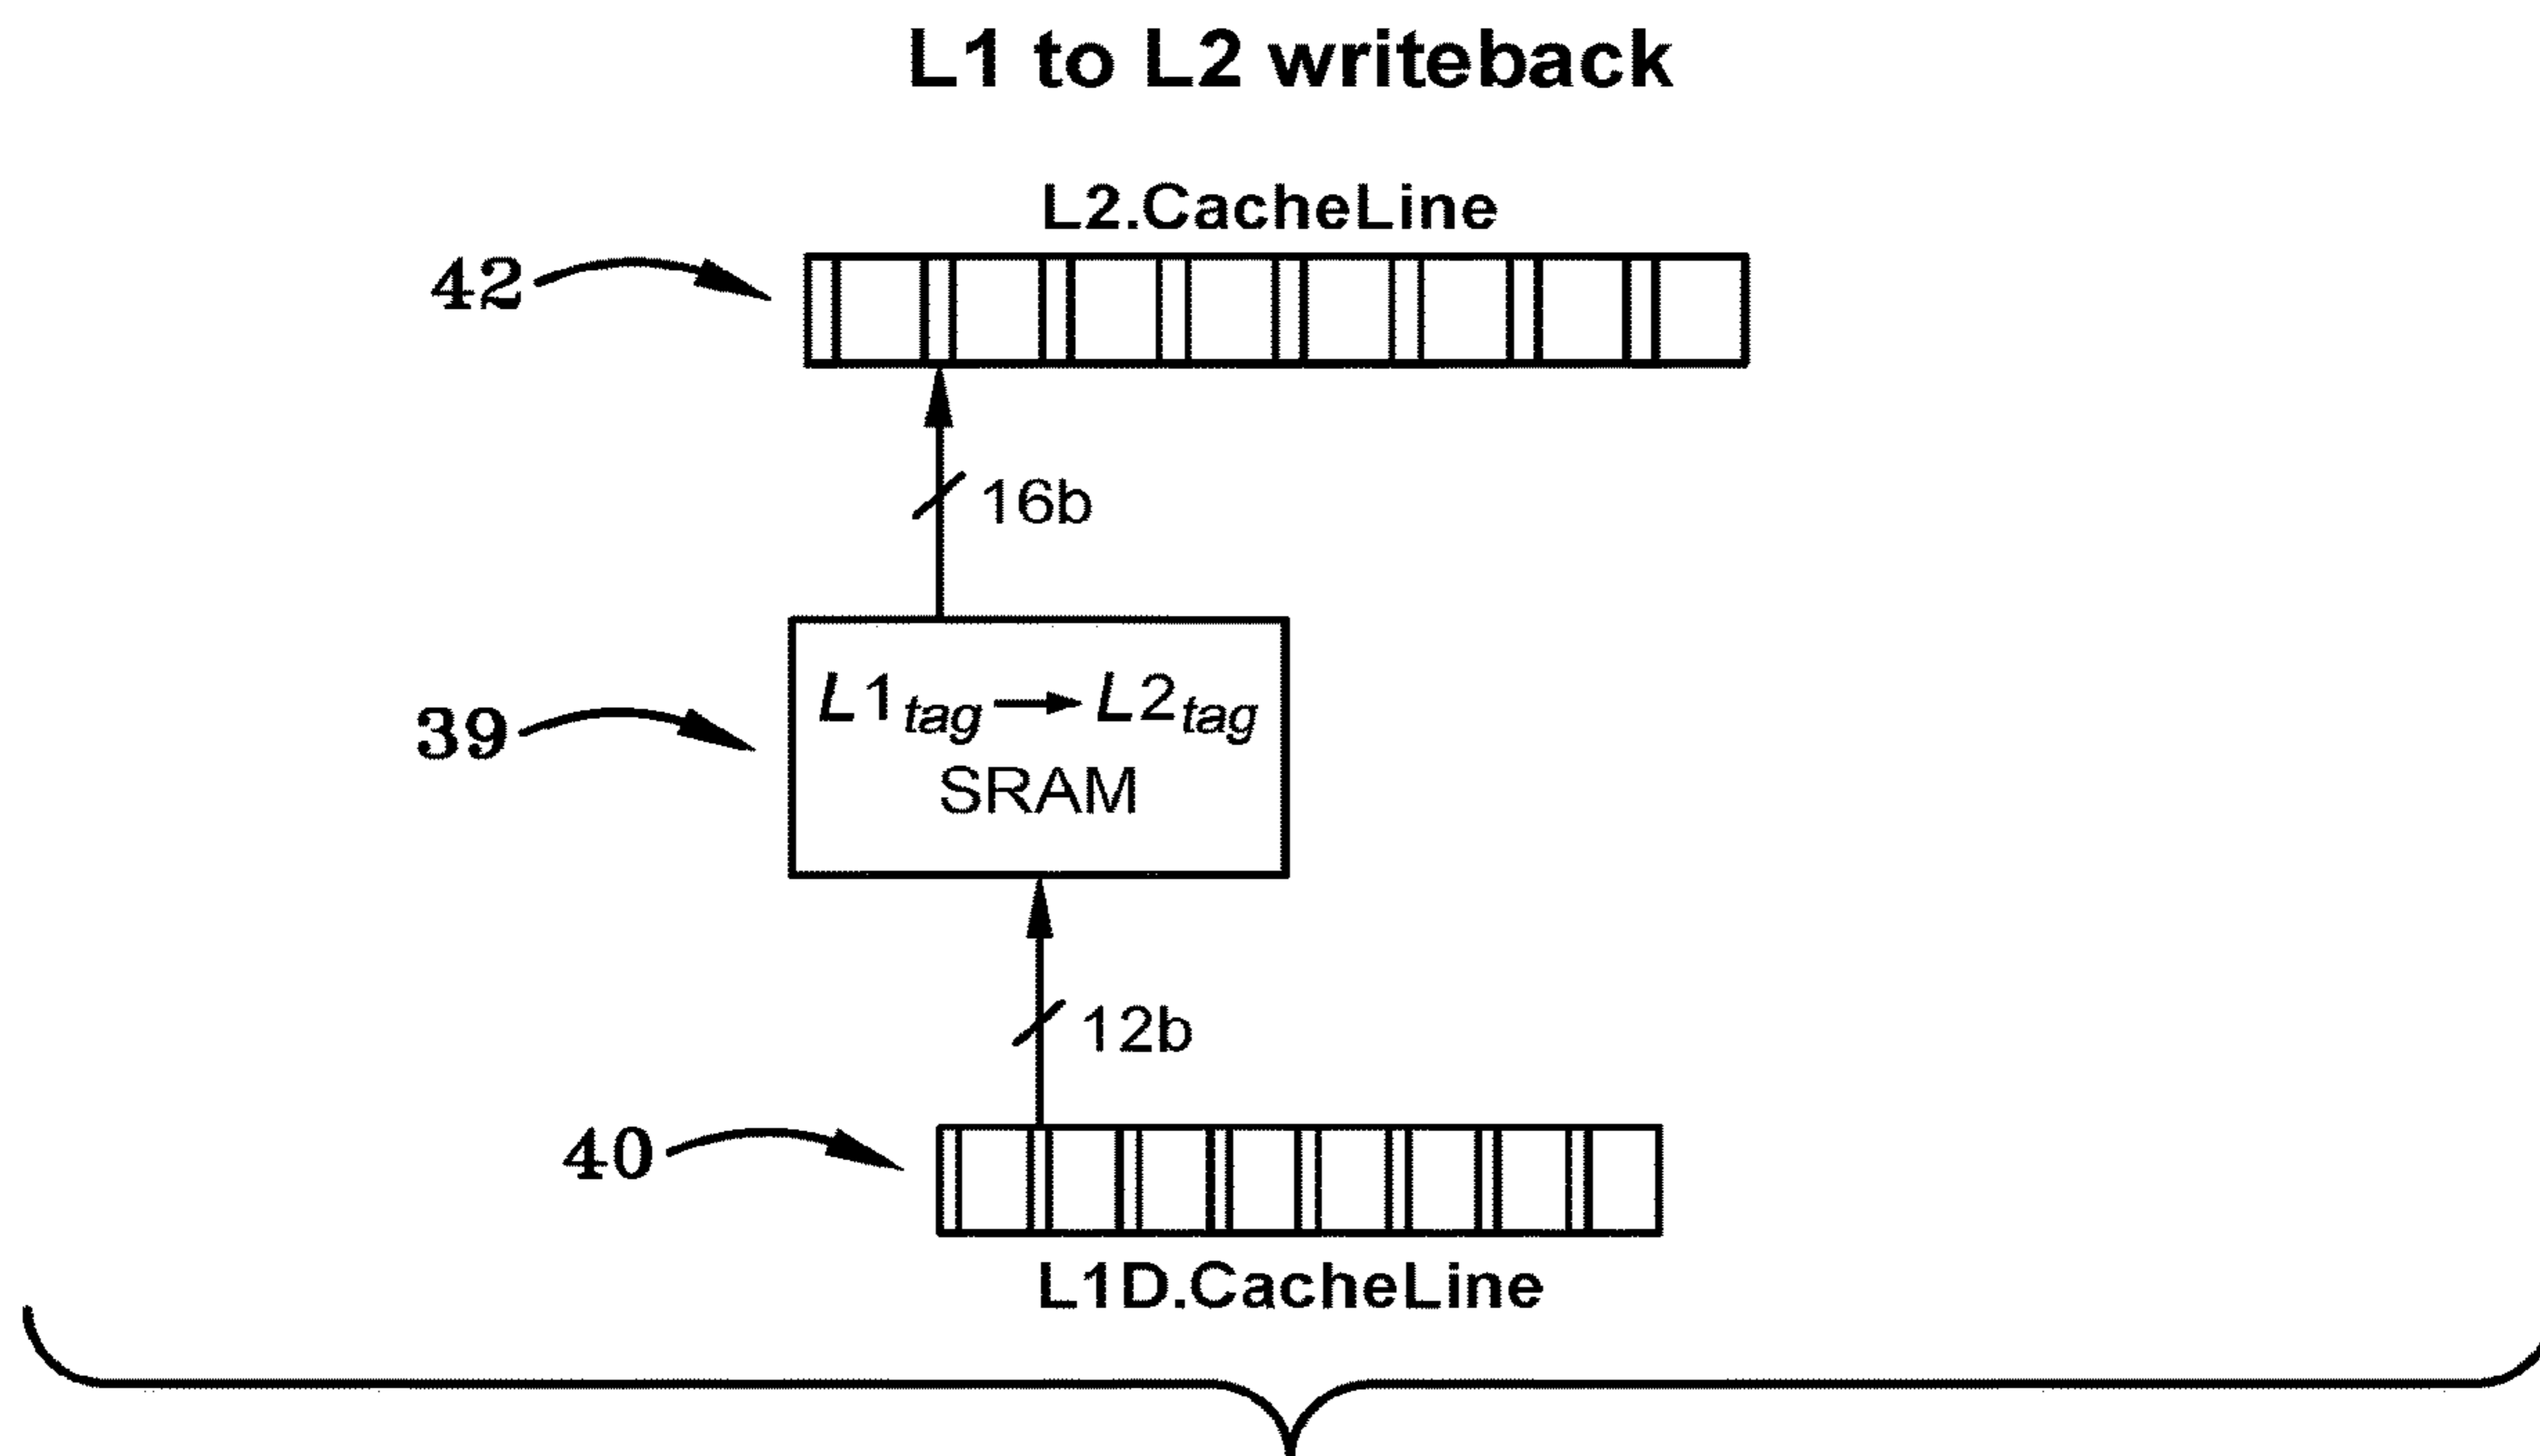 L1 to L2 writeback
L2.CacheLine
42
16b
L1tag → L2tag
39
SRAM
12b
40
L1D.CacheLine